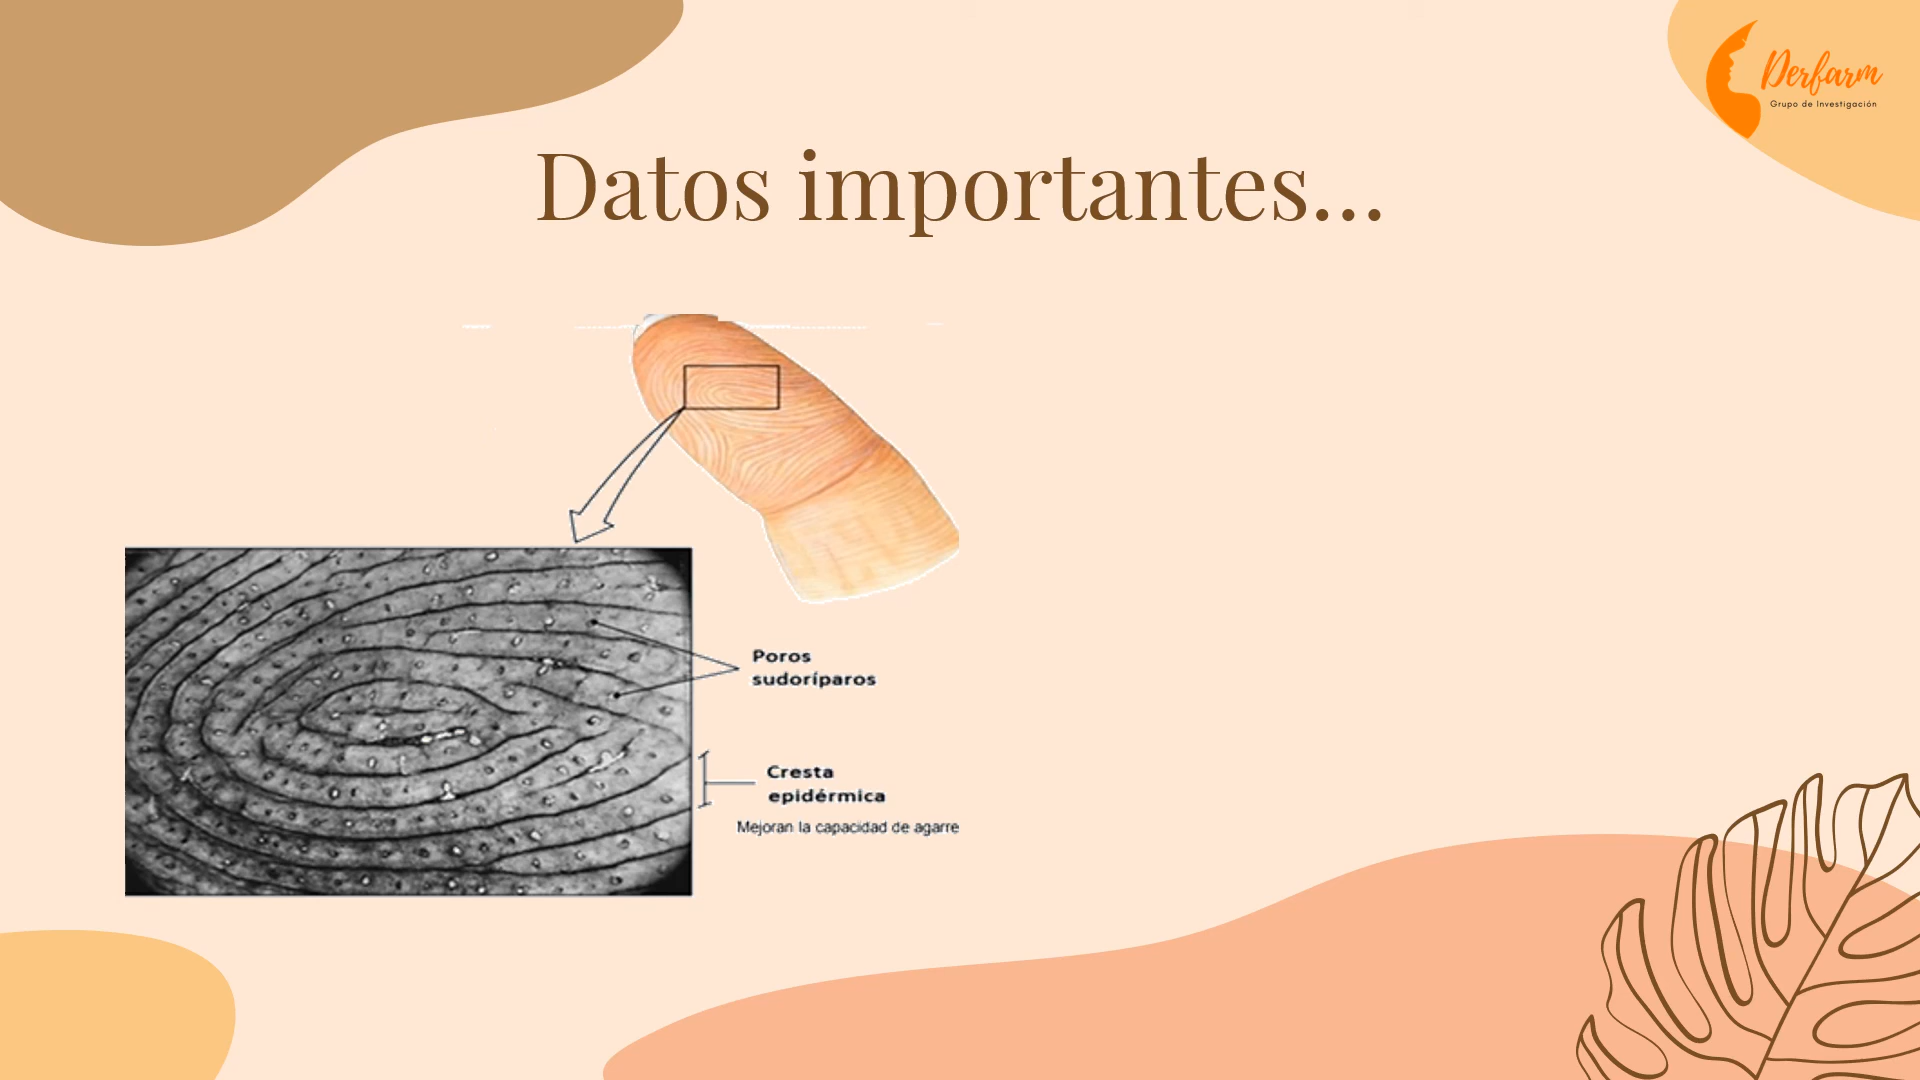 Derfarm
Grupo de Investigación
Datos importantes...
Poros
sudoríparos
Cresta
epidérmica
Mejoran la capacidad de agarre